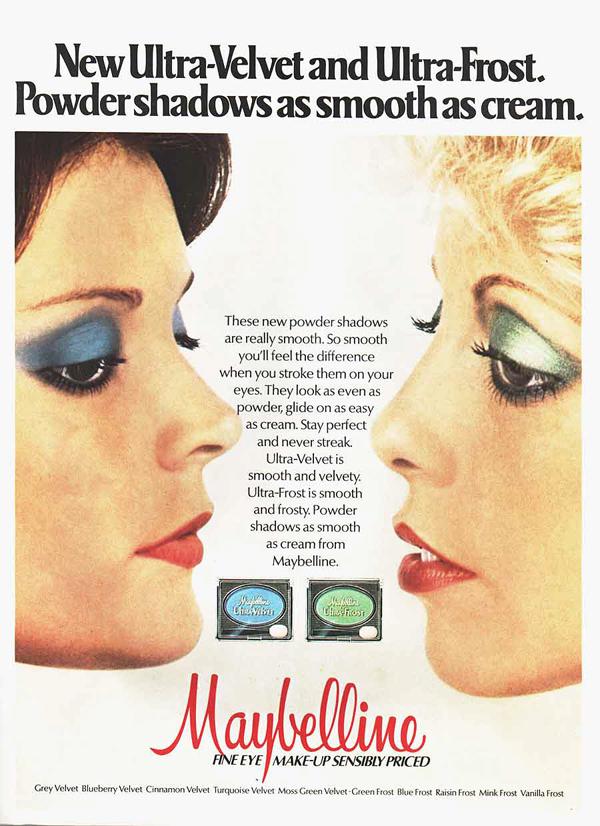 New Ultra-Velvet and Ultra-Frost.
Powder shadows as smooth as cream.
These new powder shadows
are really smooth. So smooth
you'll feel the difference
when you stroke them on your
eyes. They look as even as
powder, glide on as easy
as cream. Stay perfect
and never streak.
Ultra-Velvet is
smooth and velvety.
Ultra-Frost is smooth
and frosty. Powder
shadows as smooth
as cream from
Maybelline.
Maybelline
Ultra-Velvet
Maybelline
Ultra-Frost
Maybelline
FINE EYE MAKE-UP SENSIBLY PRICED
Grey Velvet Blueberry Velvet Cinnamon Velvet Turquoise Velvet Moss Green Velvet-Green Frost Blue Frost Raisin Frost Mink Frost Vanilla Frost